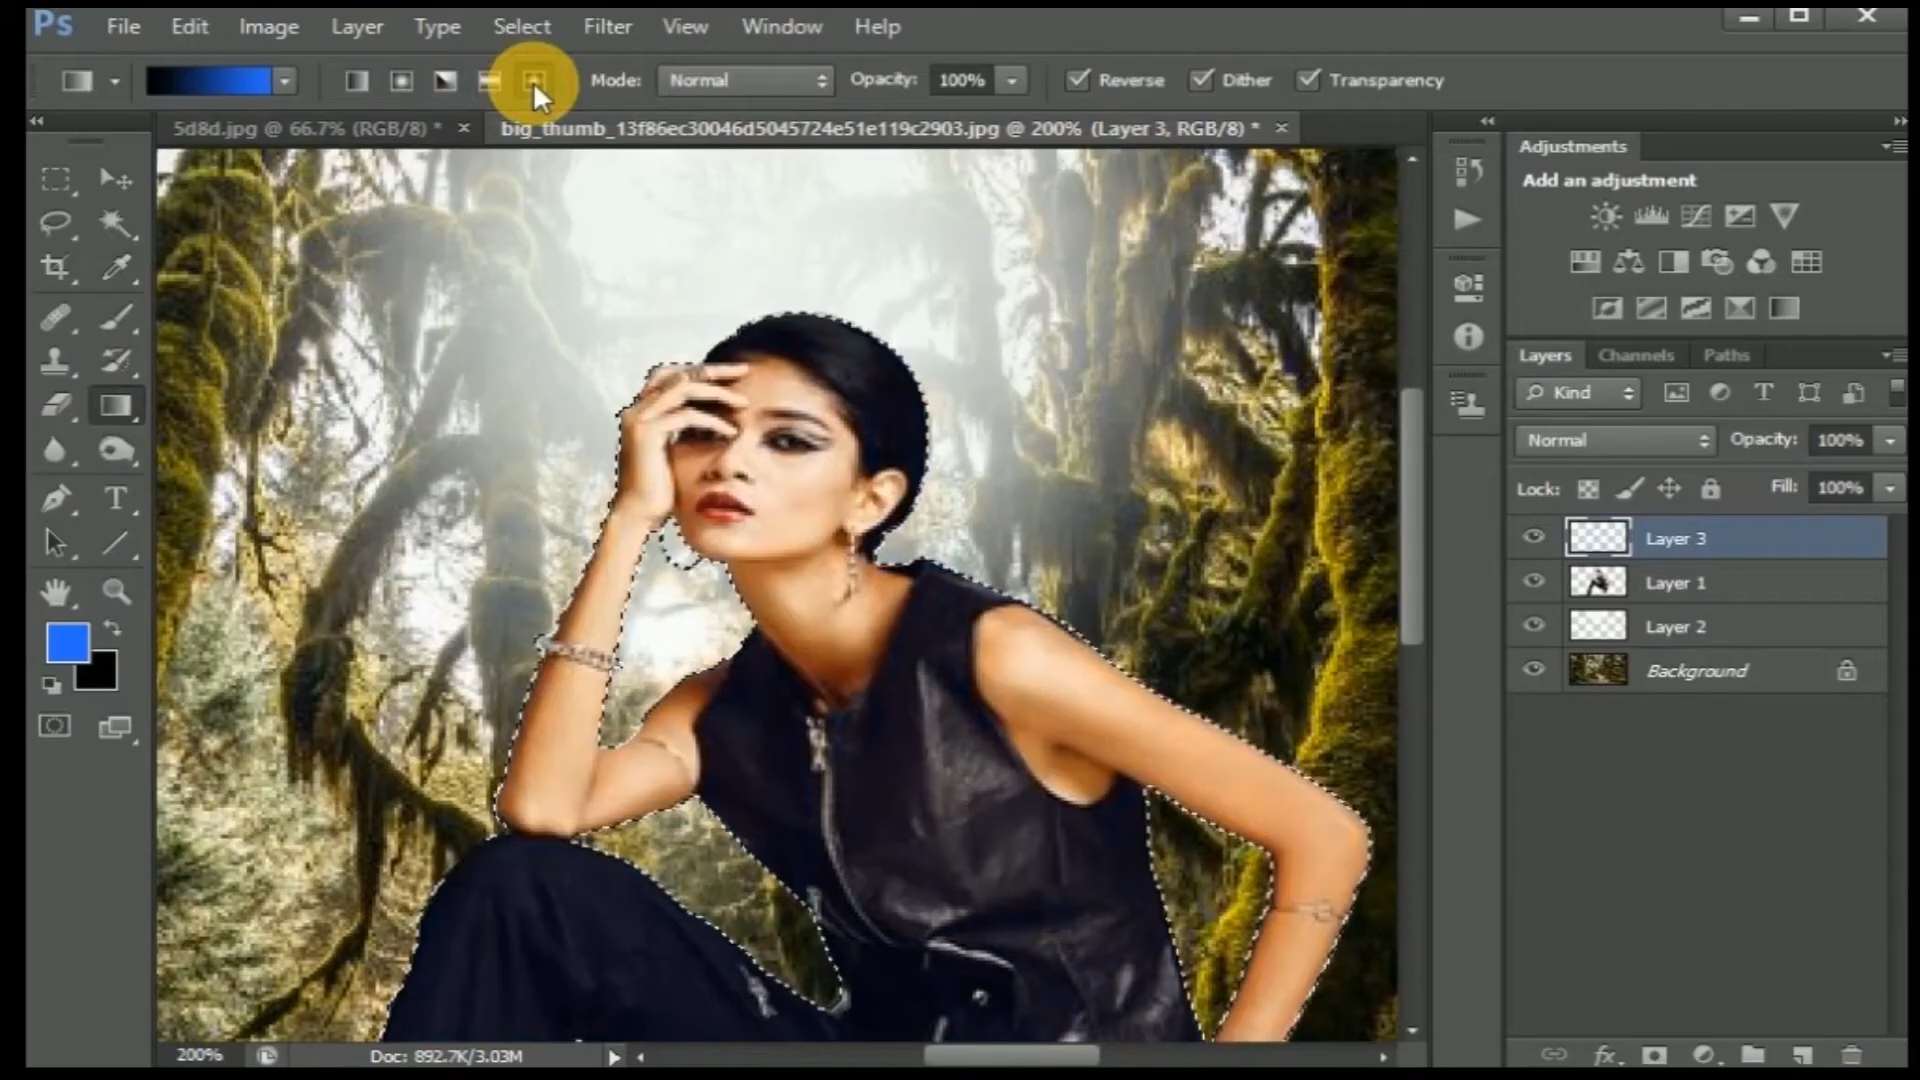 Ps File Edit Image Layer Type Select Filter View Window Help
Mode: Normal Opacity: 100% Reverse Dither Transparency
5d8d.jpg @ 66.7% (RGB/8) * × big_thumb_13f86ec30046d5045724e51e119c2903.jpg @ 200% (Layer 3, RGB/8) * ×
Adjustments
Add an adjustment
Layers Channels Paths
Kind
Normal Opacity: 100%
Lock: Fill: 100%
Layer 3
Layer 1
Layer 2
Background
200% Doc: 892.7K/3.03M